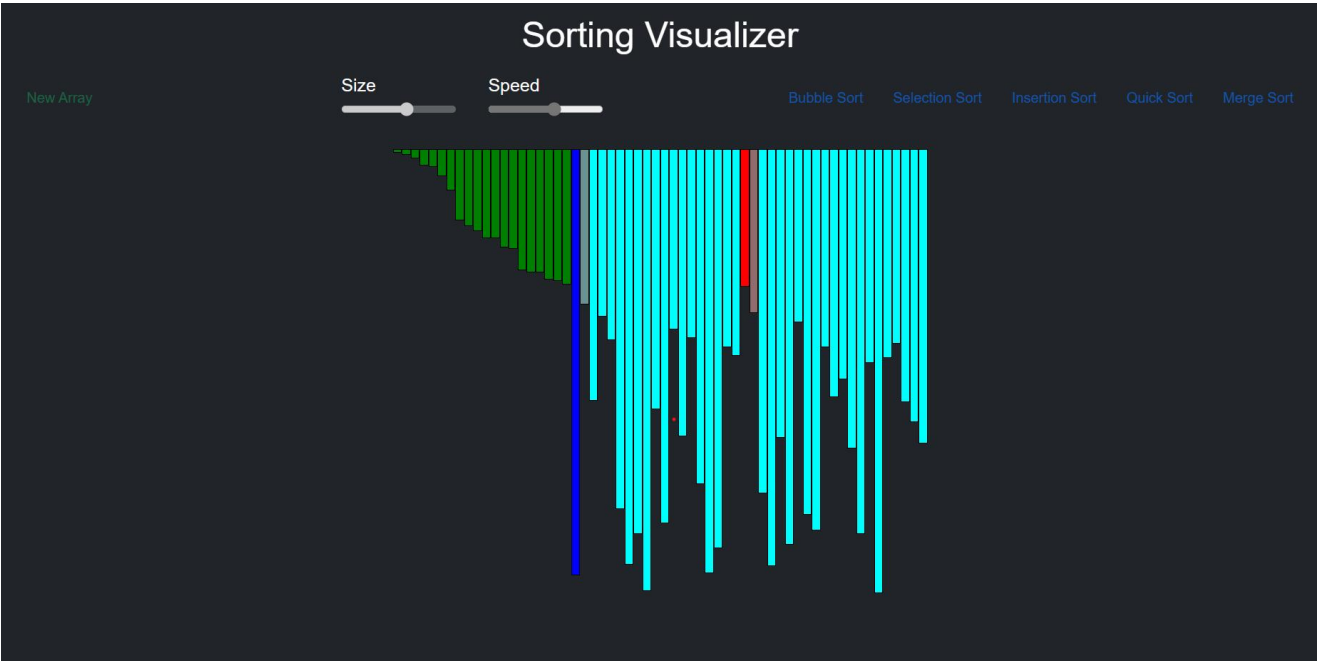 Sorting Visualizer
Size
Speed
New Array
Bubble Sort
Selection Sort
Insertion Sort
Quick Sort
Merge Sort